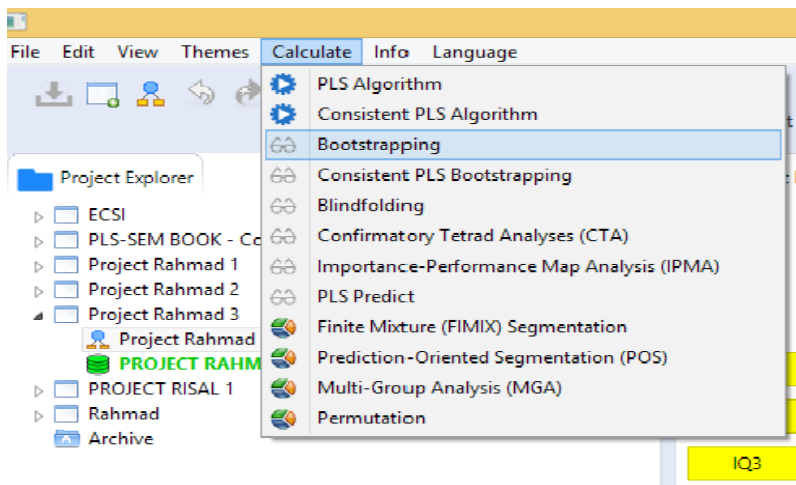 File Edit View Themes Calculate Info Language
PLS Algorithm
Consistent PLS Algorithm
Bootstrapping
Consistent PLS Bootstrapping
Blindfolding
Confirmatory Tetrad Analyses (CTA)
Importance-Performance Map Analysis (IPMA)
PLS Predict
Finite Mixture (FIMIX) Segmentation
Prediction-Oriented Segmentation (POS)
Multi-Group Analysis (MGA)
Permutation
Project Explorer
ECSI
PLS-SEM BOOK - Co
Project Rahmad 1
Project Rahmad 2
Project Rahmad 3
Project Rahmad
PROJECT RAHM
PROJECT RISAL 1
Rahmad
Archive
IQ3